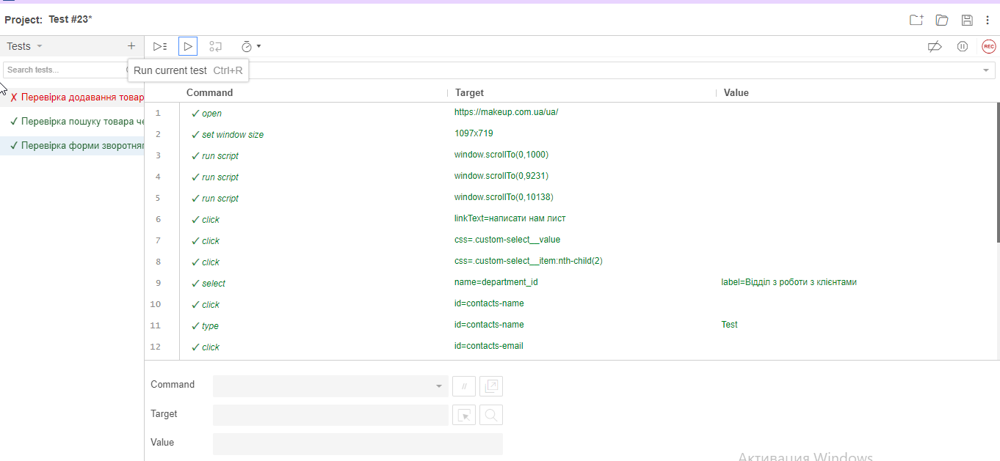 Project: Test #23*
Tests
Search tests...
Run current test Ctrl+R
✗ Перевірка додавання товар
✓ Перевірка пошуку товара че
✓ Перевірка форми зворотня
Command Target Value
1 ✓ open https://makeup.com.ua/ua/
2 ✓ set window size 1097x719
3 ✓ run script window.scrollTo(0,1000)
4 ✓ run script window.scrollTo(0,9231)
5 ✓ run script window.scrollTo(0,10138)
6 ✓ click linkText=написати нам лист
7 ✓ click css=.custom-select__value
8 ✓ click css=.custom-select__item:nth-child(2)
9 ✓ select name=department_id label=Відділ з роботи з клієнтами
10 ✓ click id=contacts-name
11 ✓ type id=contacts-name Test
12 ✓ click id=contacts-email
Command //
Target
Value
REC
Активация Windows